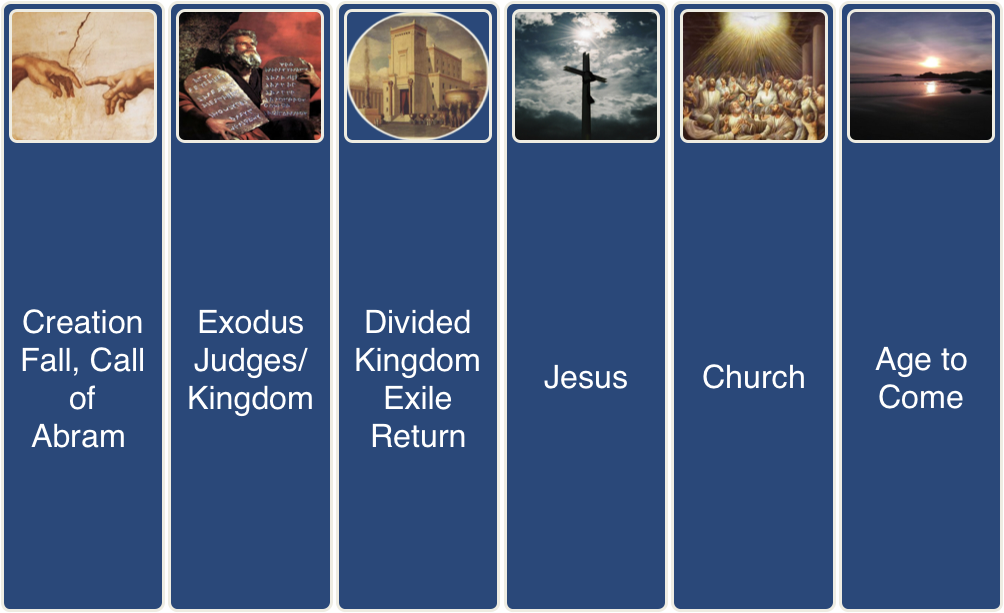 Creation
Fall, Call
of
Abram
Exodus
Judges/
Kingdom
Divided
Kingdom
Exile
Return
Jesus
Church
Age to
Come